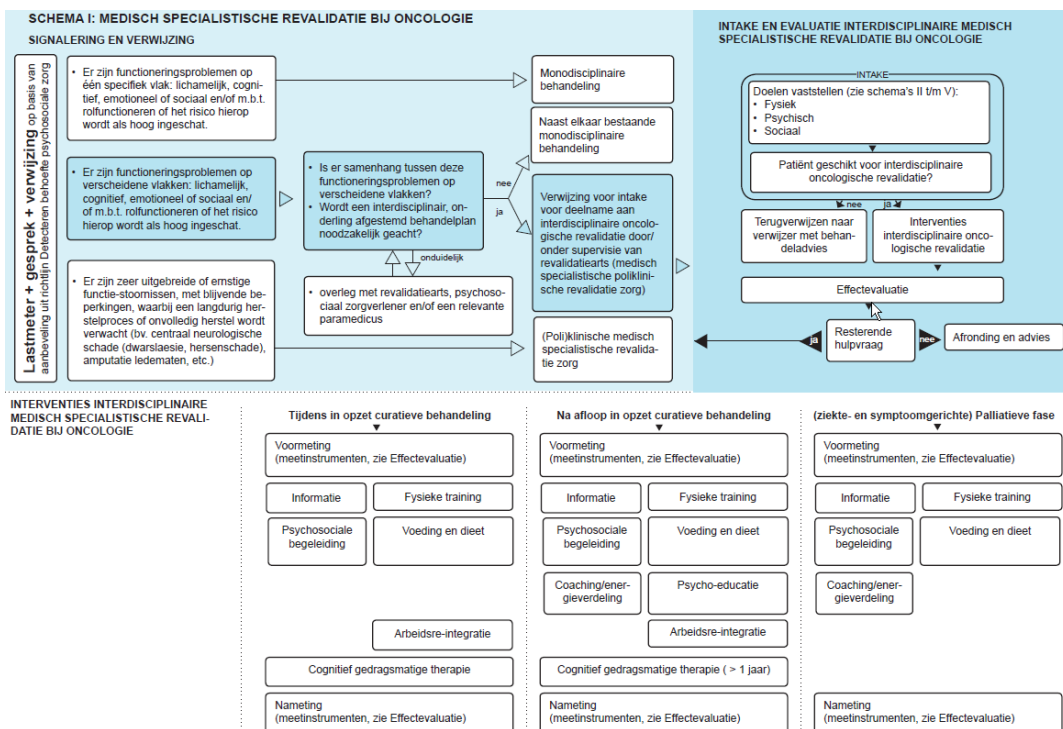 SCHEMA I: MEDISCH SPECIALISTISCHE REVALIDATIE BIJ ONCOLOGIE
SIGNALERING EN VERWIJZING
Lastmeter + gesprek + verwijzing op basis van
aanbeveling uit richtlijn Detecteren behoefte psychosociale zorg
• Er zijn functioneringsproblemen op
één specifiek vlak: lichamelijk, cogni-
tief, emotioneel of sociaal en/of m.b.t.
rolfunctioneren of het risico hierop
wordt als hoog ingeschat.
Monodisciplinaire
behandeling
Naast elkaar bestaande
monodisciplinaire
behandeling
• Er zijn functioneringsproblemen op
verscheidene vlakken: lichamelijk,
cognitief, emotioneel of sociaal en/
of m.b.t. rolfunctioneren of het risico
hierop wordt als hoog ingeschat.
• Is er samenhang tussen deze
functioneringsproblemen op
verscheidene vlakken?
• Wordt een interdisciplinair, on-
derling afgestemd behandelplan
noodzakelijk geacht?
nee
ja
Verwijzing voor intake
voor deelname aan
interdisciplinaire oncolo-
gische revalidatie door/
onder supervisie van
revalidatiearts (medisch
specialistische poliklini-
sche revalidatie zorg)
onduidelijk
• overleg met revalidatiearts, psychoso-
ciaal zorgverlener en/of een relevante
paramedicus
• Er zijn zeer uitgebreide of ernstige
functie-stoornissen, met blijvende be-
perkingen, waarbij een langdurig her-
stelproces of onvolledig herstel wordt
verwacht (bv. centraal neurologische
schade (dwarslaesie, hersenschade),
amputatie ledematen, etc.)
(Poli)klinische medisch
specialistische revalida-
tie zorg
INTAKE EN EVALUATIE INTERDISCIPLINAIRE MEDISCH
SPECIALISTISCHE REVALIDATIE BIJ ONCOLOGIE
INTAKE
Doelen vaststellen (zie schema's II t/m V):
• Fysiek
• Psychisch
• Sociaal
Patiënt geschikt voor interdisciplinaire
oncologische revalidatie?
nee
ja
Terugverwijzen naar
verwijzer met behan-
deladvies
Interventies
interdisciplinaire onco-
logische revalidatie
Effectevaluatie
ja
Resterende
hulpvraag
nee
Afronding en advies
INTERVENTIES INTERDISCIPLINAIRE
MEDISCH SPECIALISTISCHE REVALI-
DATIE BIJ ONCOLOGIE
Tijdens in opzet curatieve behandeling
Voormeting
(meetinstrumenten, zie Effectevaluatie)
Informatie
Fysieke training
Psychosociale
begeleiding
Voeding en dieet
Arbeidsre-integratie
Cognitief gedragsmatige therapie
Nameting
(meetinstrumenten, zie Effectevaluatie)
Na afloop in opzet curatieve behandeling
Voormeting
(meetinstrumenten, zie Effectevaluatie)
Informatie
Fysieke training
Psychosociale
begeleiding
Voeding en dieet
Coaching/ener-
gieverdeling
Psycho-educatie
Arbeidsre-integratie
Cognitief gedragsmatige therapie ( > 1 jaar)
Nameting
(meetinstrumenten, zie Effectevaluatie)
(ziekte- en symptoomgerichte) Palliatieve fase
Voormeting
(meetinstrumenten, zie Effectevaluatie)
Informatie
Fysieke training
Psychosociale
begeleiding
Voeding en dieet
Coaching/ener-
gieverdeling
Nameting
(meetinstrumenten, zie Effectevaluatie)